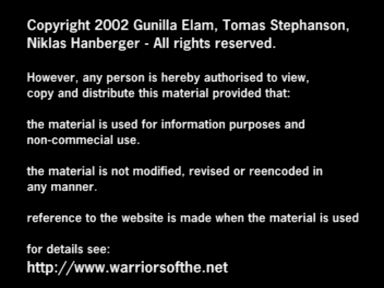 Copyright 2002 Gunilla Elam, Tomas Stephanson,
Niklas Hanberger - All rights reserved.
However, any person is hereby authorised to view,
copy and distribute this material provided that:
the material is used for information purposes and
non-commecial use.
the material is not modified, revised or reencoded in
any manner.
reference to the website is made when the material is used
for details see:
http://www.warriorsofthe.net